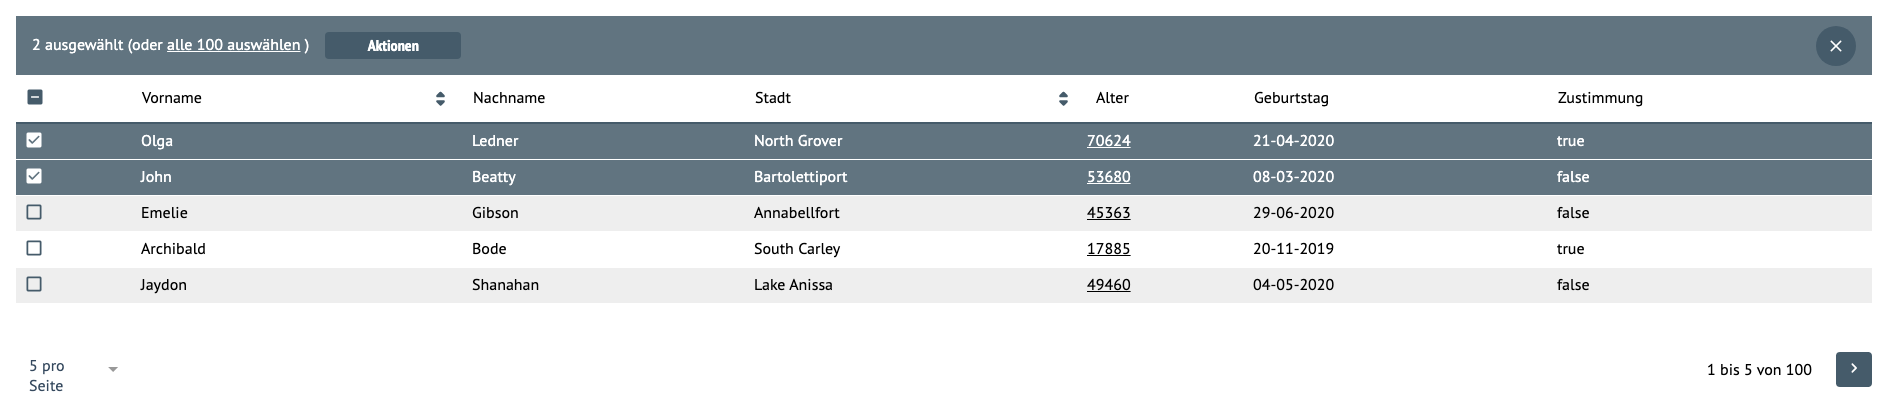 2 ausgewählt (oder alle 100 auswählen ) Aktionen
Vorname Nachname Stadt Alter Geburtstag Zustimmung
Olga Ledner North Grover 70624 21-04-2020 true
John Beatty Bartolettiport 53680 08-03-2020 false
Emelie Gibson Annabellfort 45363 29-06-2020 false
Archibald Bode South Carley 17885 20-11-2019 true
Jaydon Shanahan Lake Anissa 49460 04-05-2020 false
5 pro
Seite
1 bis 5 von 100